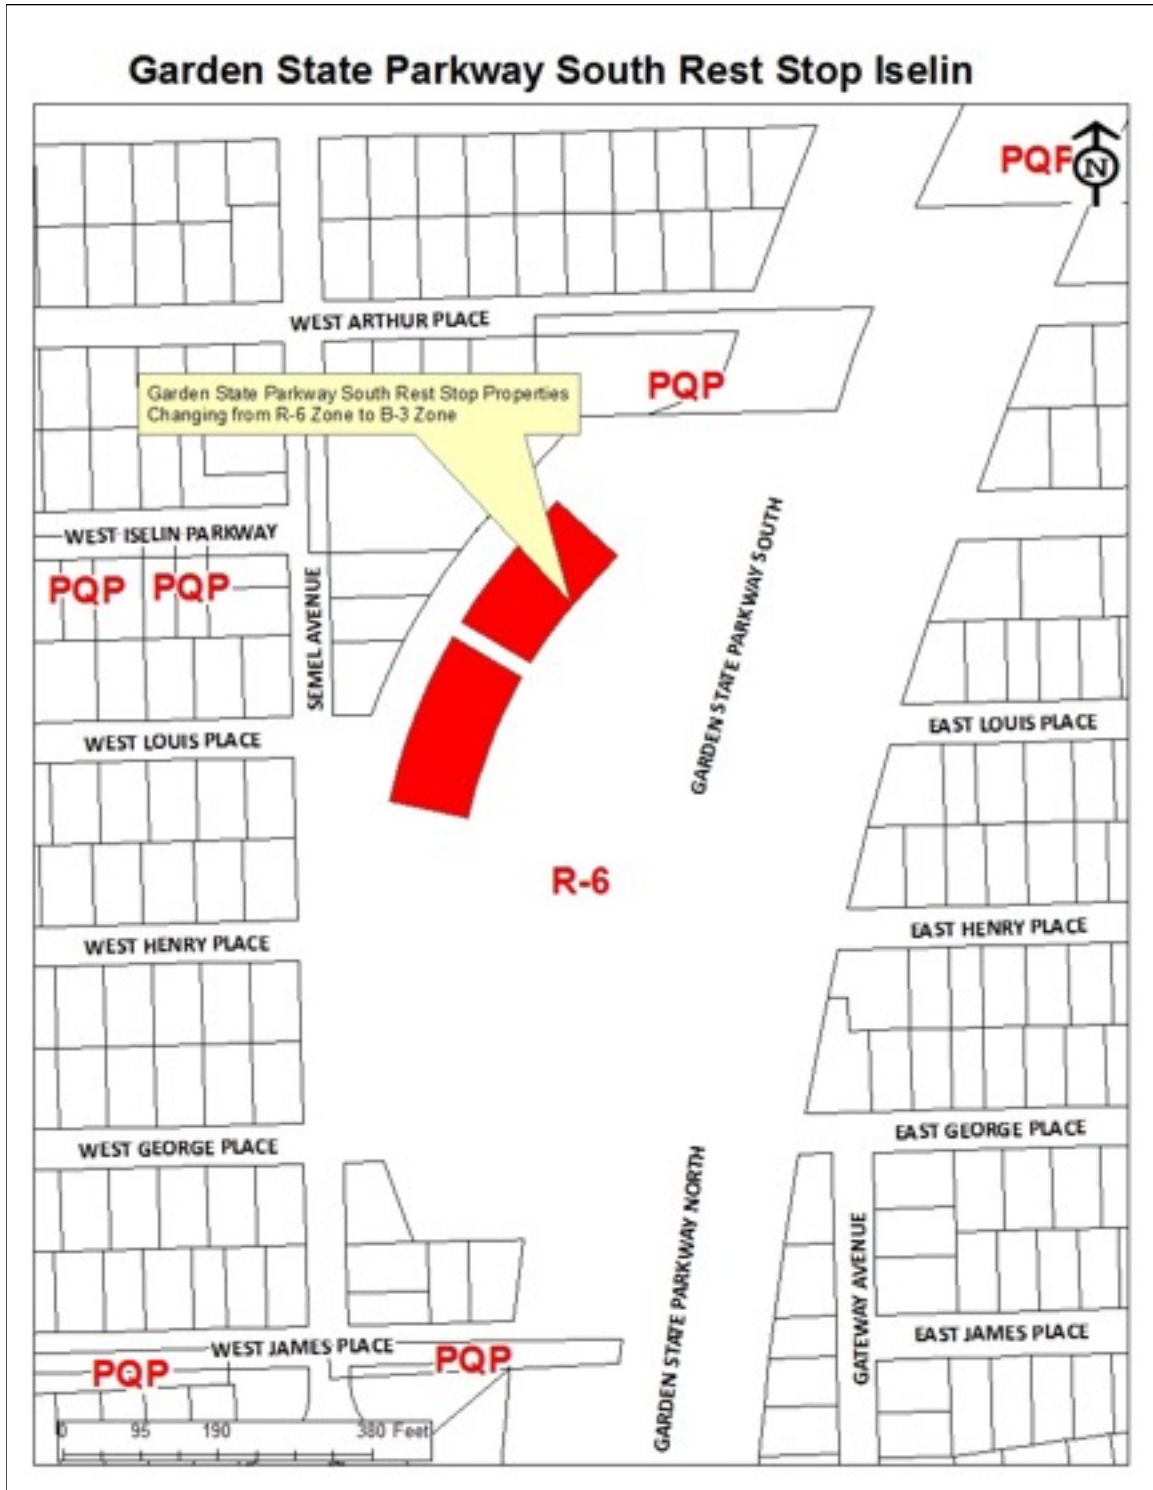 Garden State Parkway South Rest Stop Iselin
PQF
N
WEST ARTHUR PLACE
PQP
Garden State Parkway South Rest Stop Properties
Changing from R-6 Zone to B-3 Zone
WEST ISELIN PARKWAY
PQP PQP
SEMEL AVENUE
GARDEN STATE PARKWAY SOUTH
WEST LOUIS PLACE
EAST LOUIS PLACE
R-6
WEST HENRY PLACE
EAST HENRY PLACE
WEST GEORGE PLACE
EAST GEORGE PLACE
GARDEN STATE PARKWAY NORTH
GATEWAY AVENUE
WEST JAMES PLACE
EAST JAMES PLACE
PQP
PQP
0 95 190 380 Feet